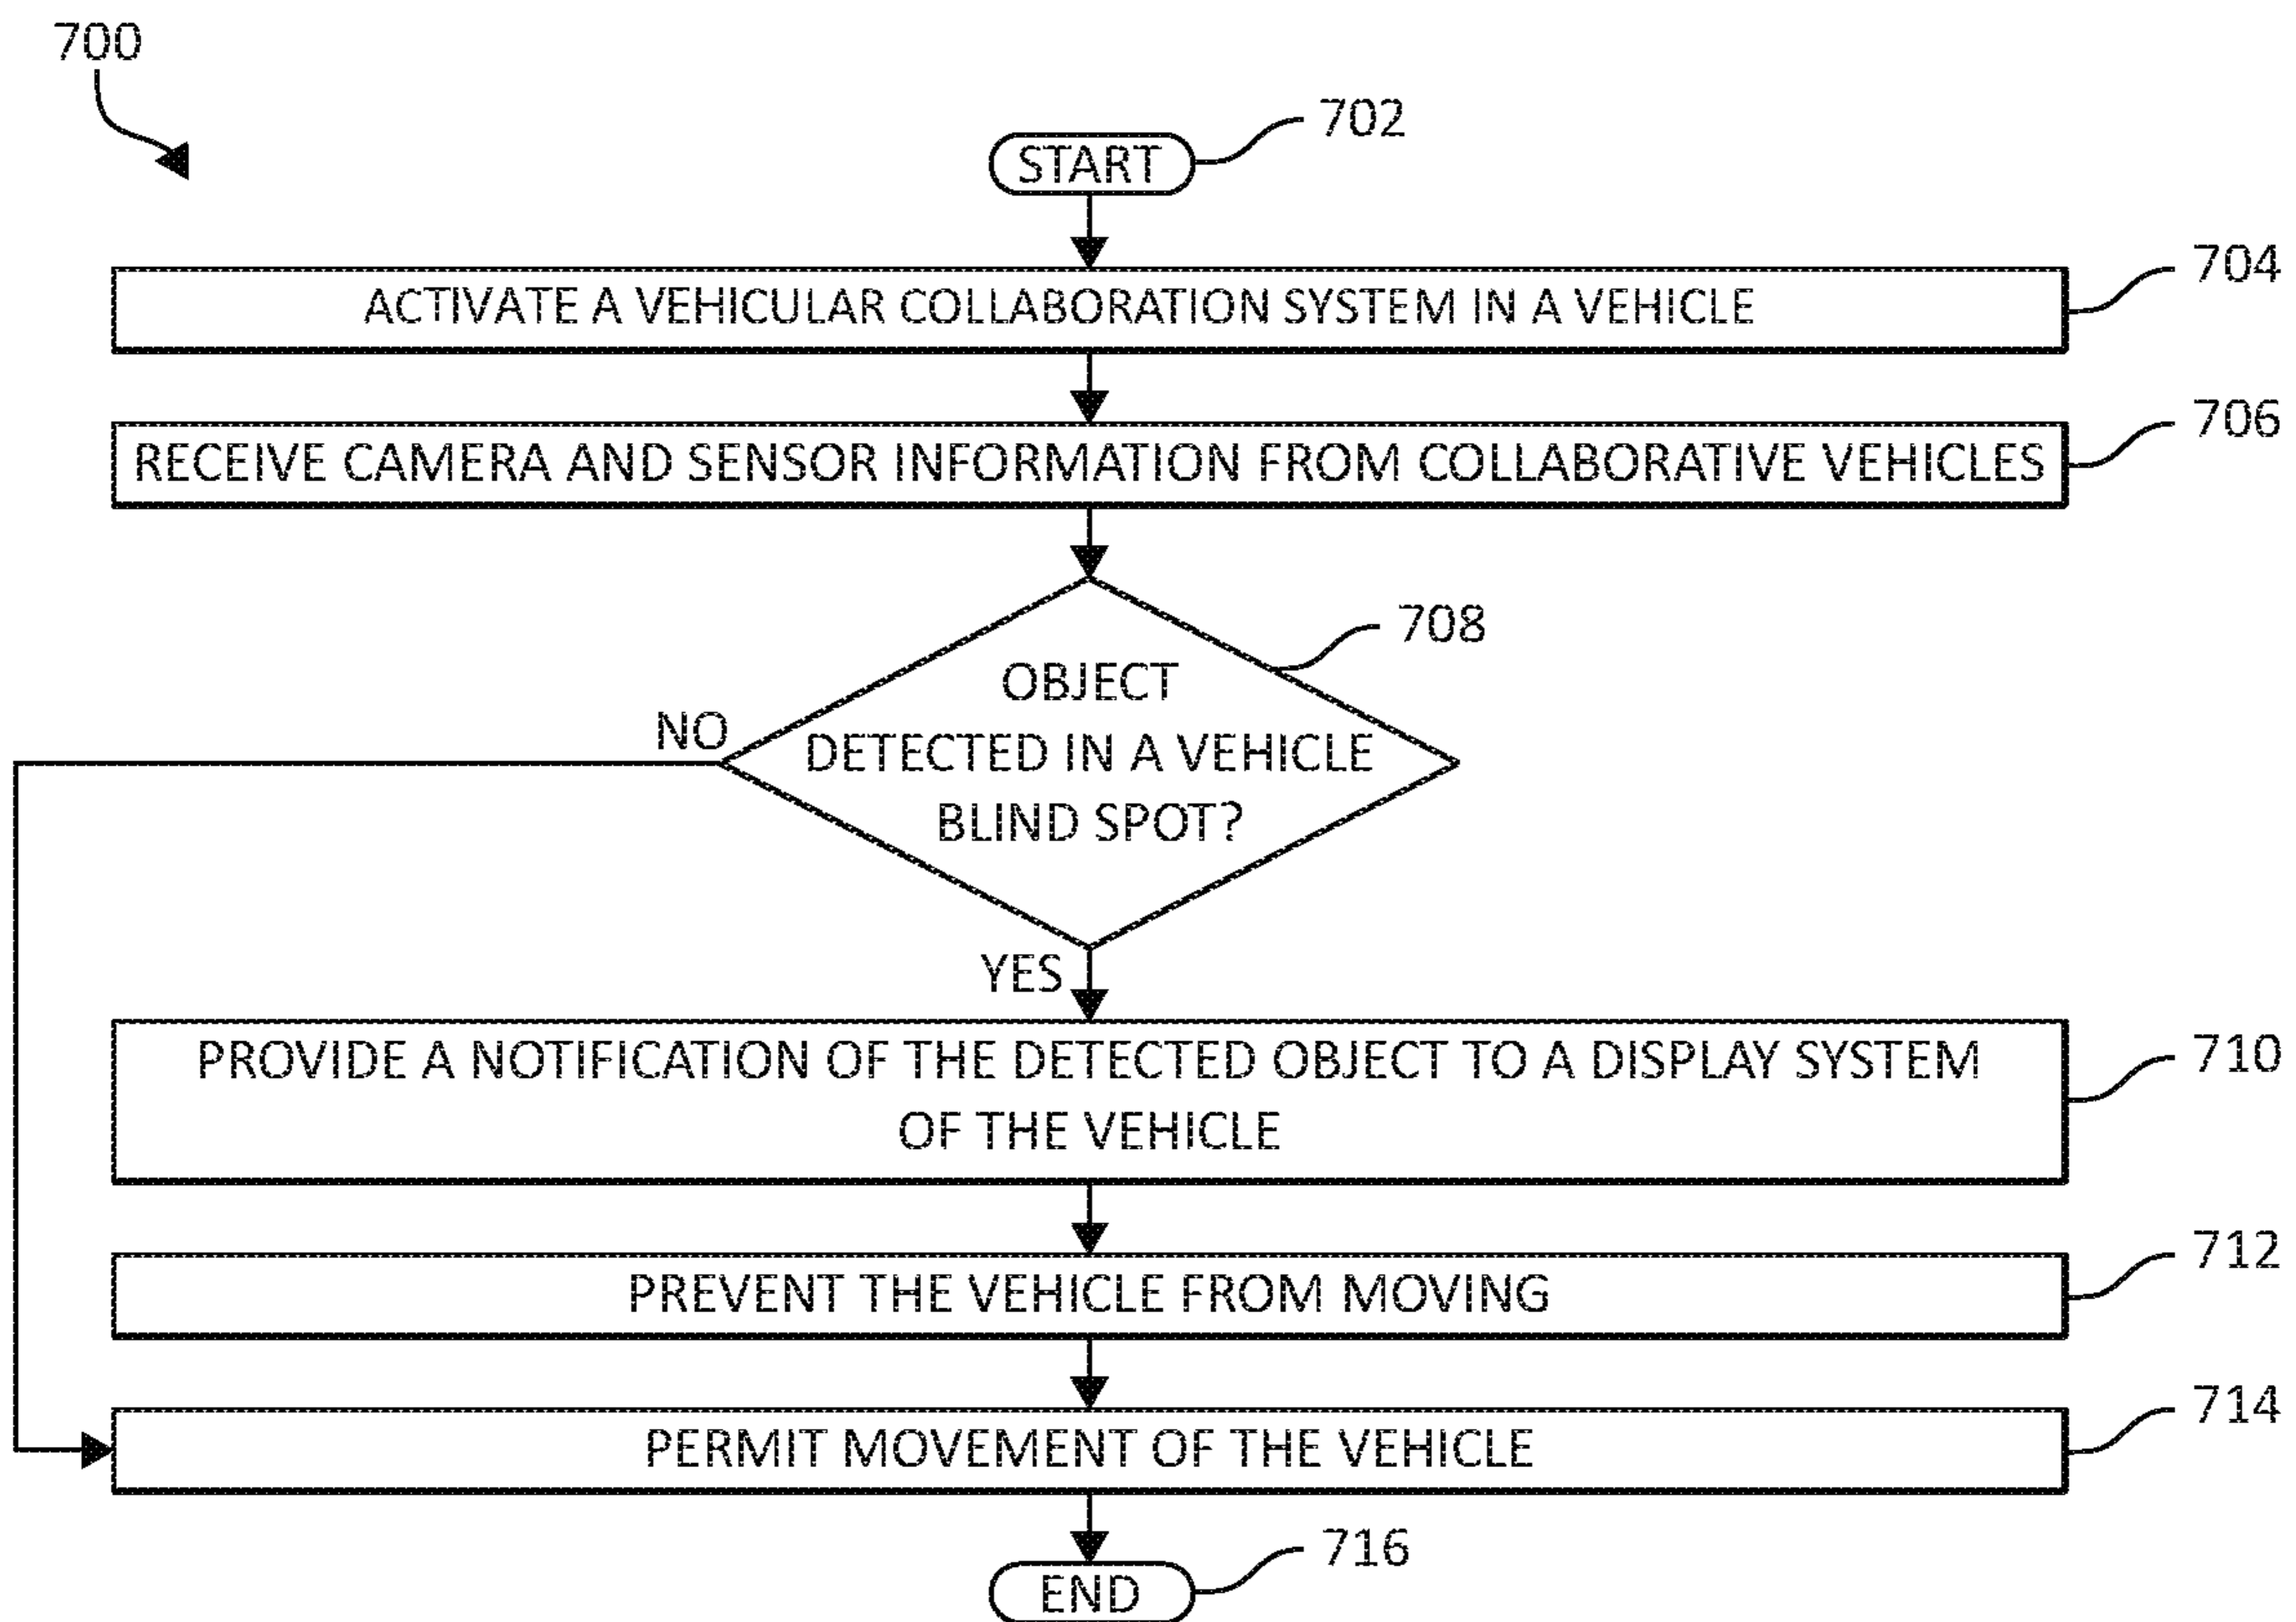 700
START
702
ACTIVATE A VEHICULAR COLLABORATION SYSTEM IN A VEHICLE
704
RECEIVE CAMERA AND SENSOR INFORMATION FROM COLLABORATIVE VEHICLES
706
OBJECT
DETECTED IN A VEHICLE
BLIND SPOT?
708
NO
YES
PROVIDE A NOTIFICATION OF THE DETECTED OBJECT TO A DISPLAY SYSTEM
OF THE VEHICLE
710
PREVENT THE VEHICLE FROM MOVING
712
PERMIT MOVEMENT OF THE VEHICLE
714
END
716